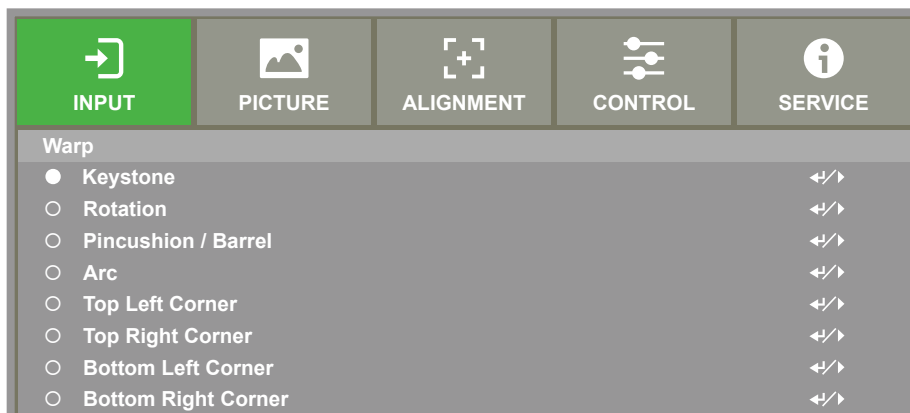 INPUT PICTURE ALIGNMENT CONTROL SERVICE
Warp
Keystone
Rotation
Pincushion / Barrel
Arc
Top Left Corner
Top Right Corner
Bottom Left Corner
Bottom Right Corner